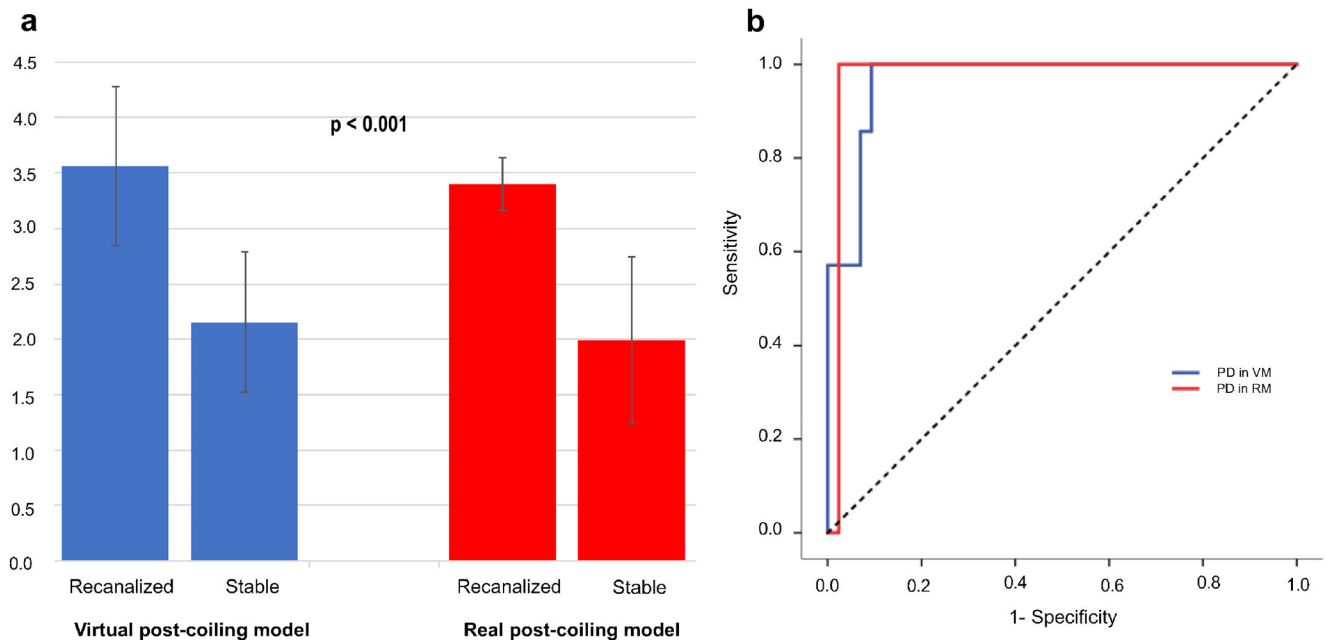 a
4.5
4.0
3.5
3.0
2.5
2.0
1.5
1.0
0.5
0.0
p < 0.001
Recanalized Stable Recanalized Stable
Virtual post-coiling model Real post-coiling model
b
1.0
0.8
0.6
0.4
0.2
0.0
Sensitivity
PD in VM
PD in RM
0.0 0.2 0.4 0.6 0.8 1.0
1- Specificity